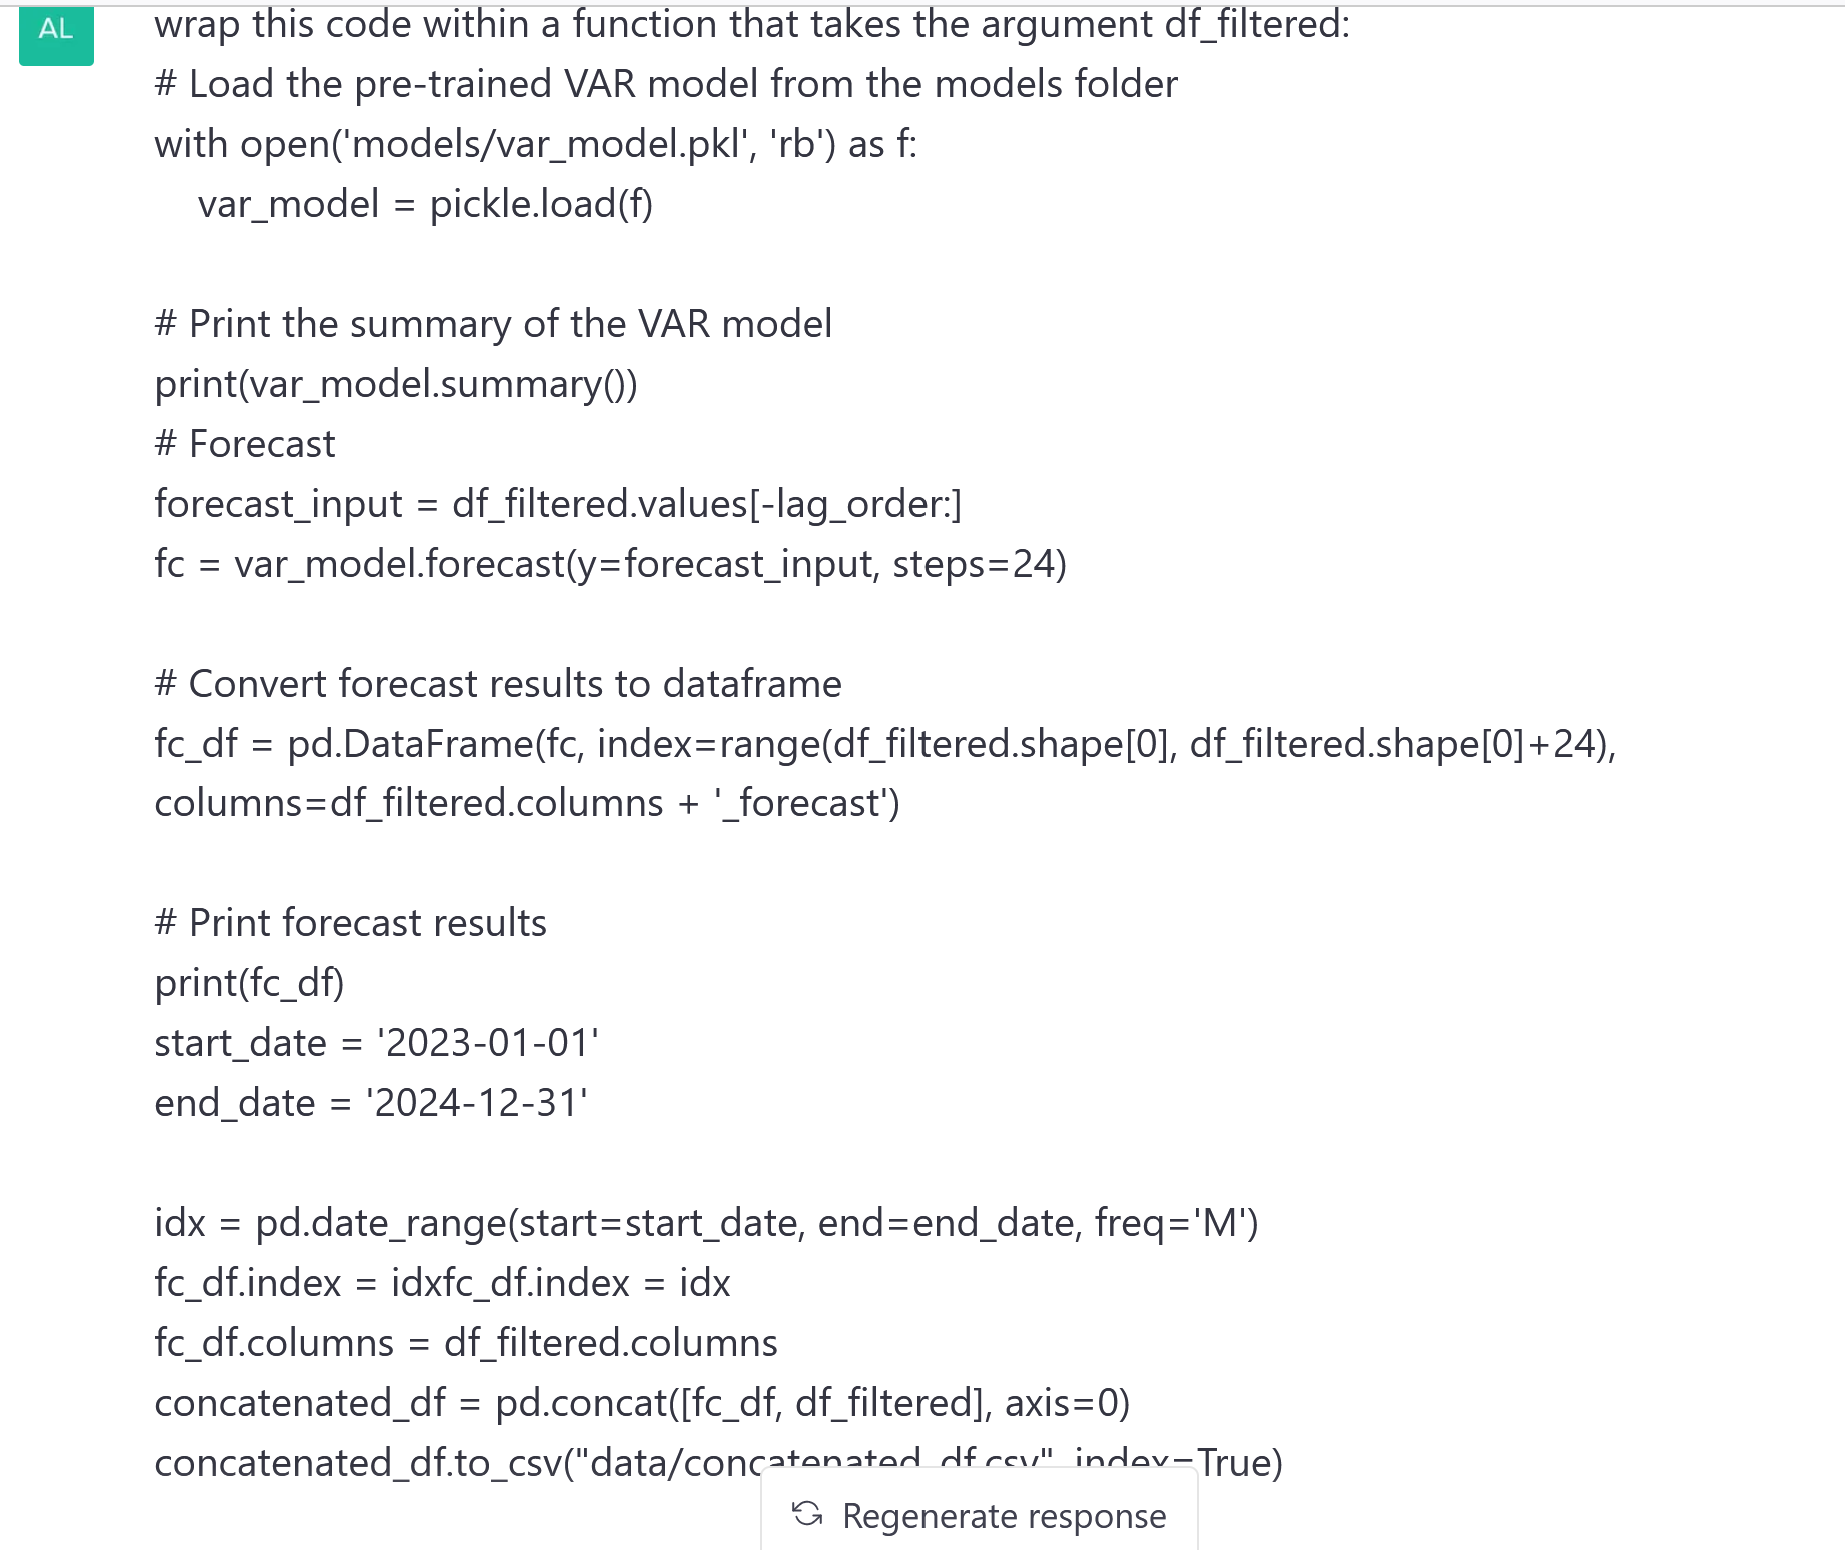 AL
wrap this code within a function that takes the argument df_filtered:
# Load the pre-trained VAR model from the models folder
with open('models/var_model.pkl', 'rb') as f:
    var_model = pickle.load(f)
# Print the summary of the VAR model
print(var_model.summary())
# Forecast
forecast_input = df_filtered.values[-lag_order:]
fc = var_model.forecast(y=forecast_input, steps=24)
# Convert forecast results to dataframe
fc_df = pd.DataFrame(fc, index=range(df_filtered.shape[0], df_filtered.shape[0]+24),
columns=df_filtered.columns + '_forecast')
# Print forecast results
print(fc_df)
start_date = '2023-01-01'
end_date = '2024-12-31'
idx = pd.date_range(start=start_date, end=end_date, freq='M')
fc_df.index = idxfc_df.index = idx
fc_df.columns = df_filtered.columns
concatenated_df = pd.concat([fc_df, df_filtered], axis=0)
concatenated_df.to_csv("data/concatenated_df.csv", index=True)
Regenerate response